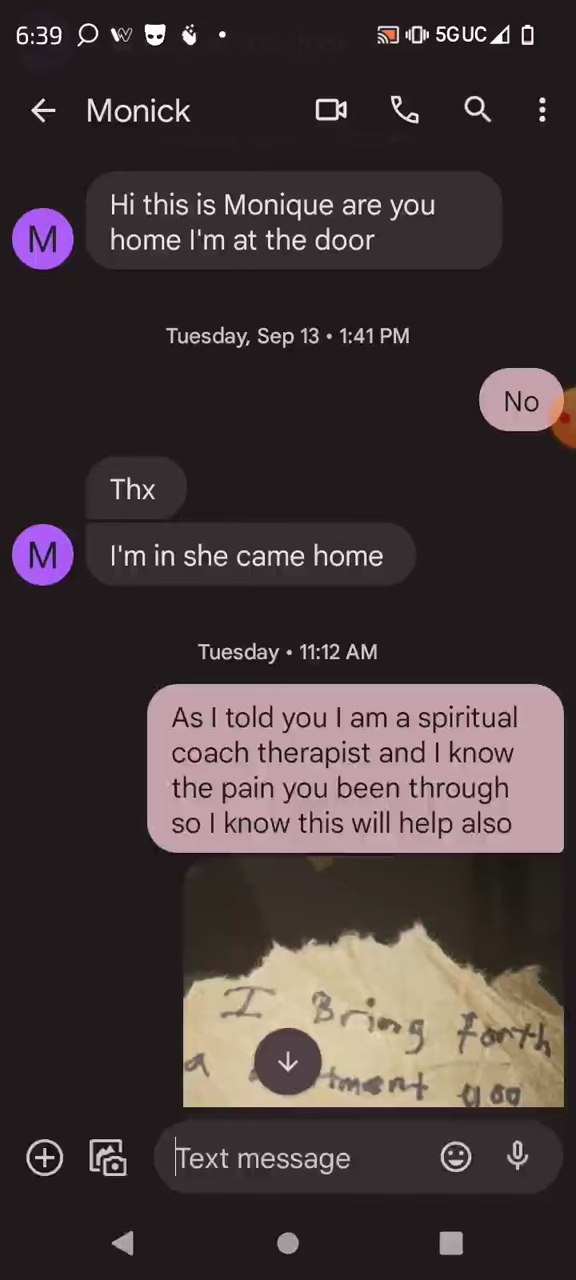 6:39
5G UC
Monick
Hi this is Monique are you
home I'm at the door
M
Tuesday, Sep 13 • 1:41 PM
No
Thx
I'm in she came home
M
Tuesday • 11:12 AM
As I told you I am a spiritual
coach therapist and I know
the pain you been through
so I know this will help also
I Bring forth
a tment you
Text message